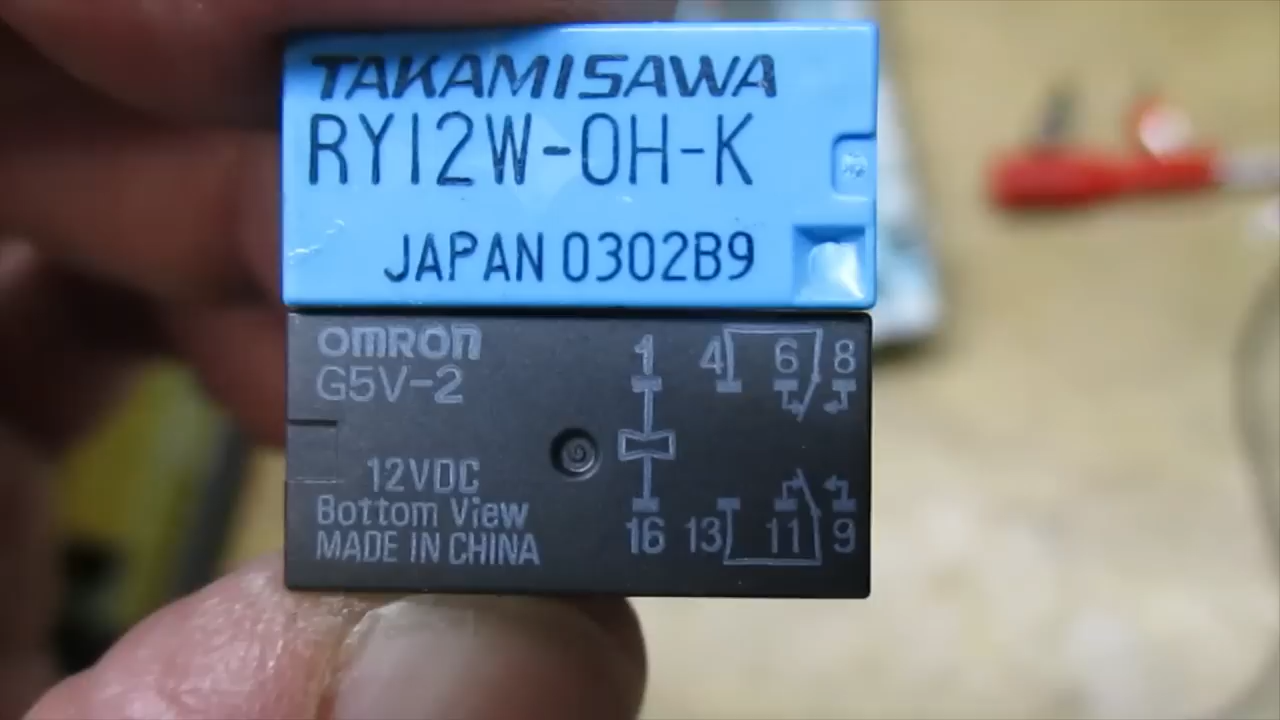 TAKAMISAWA
RY12W-OH-K
JAPAN 0302B9
OMRON
G5V-2
12VDC
Bottom View
MADE IN CHINA
1 4 6 8
16 13 11 9